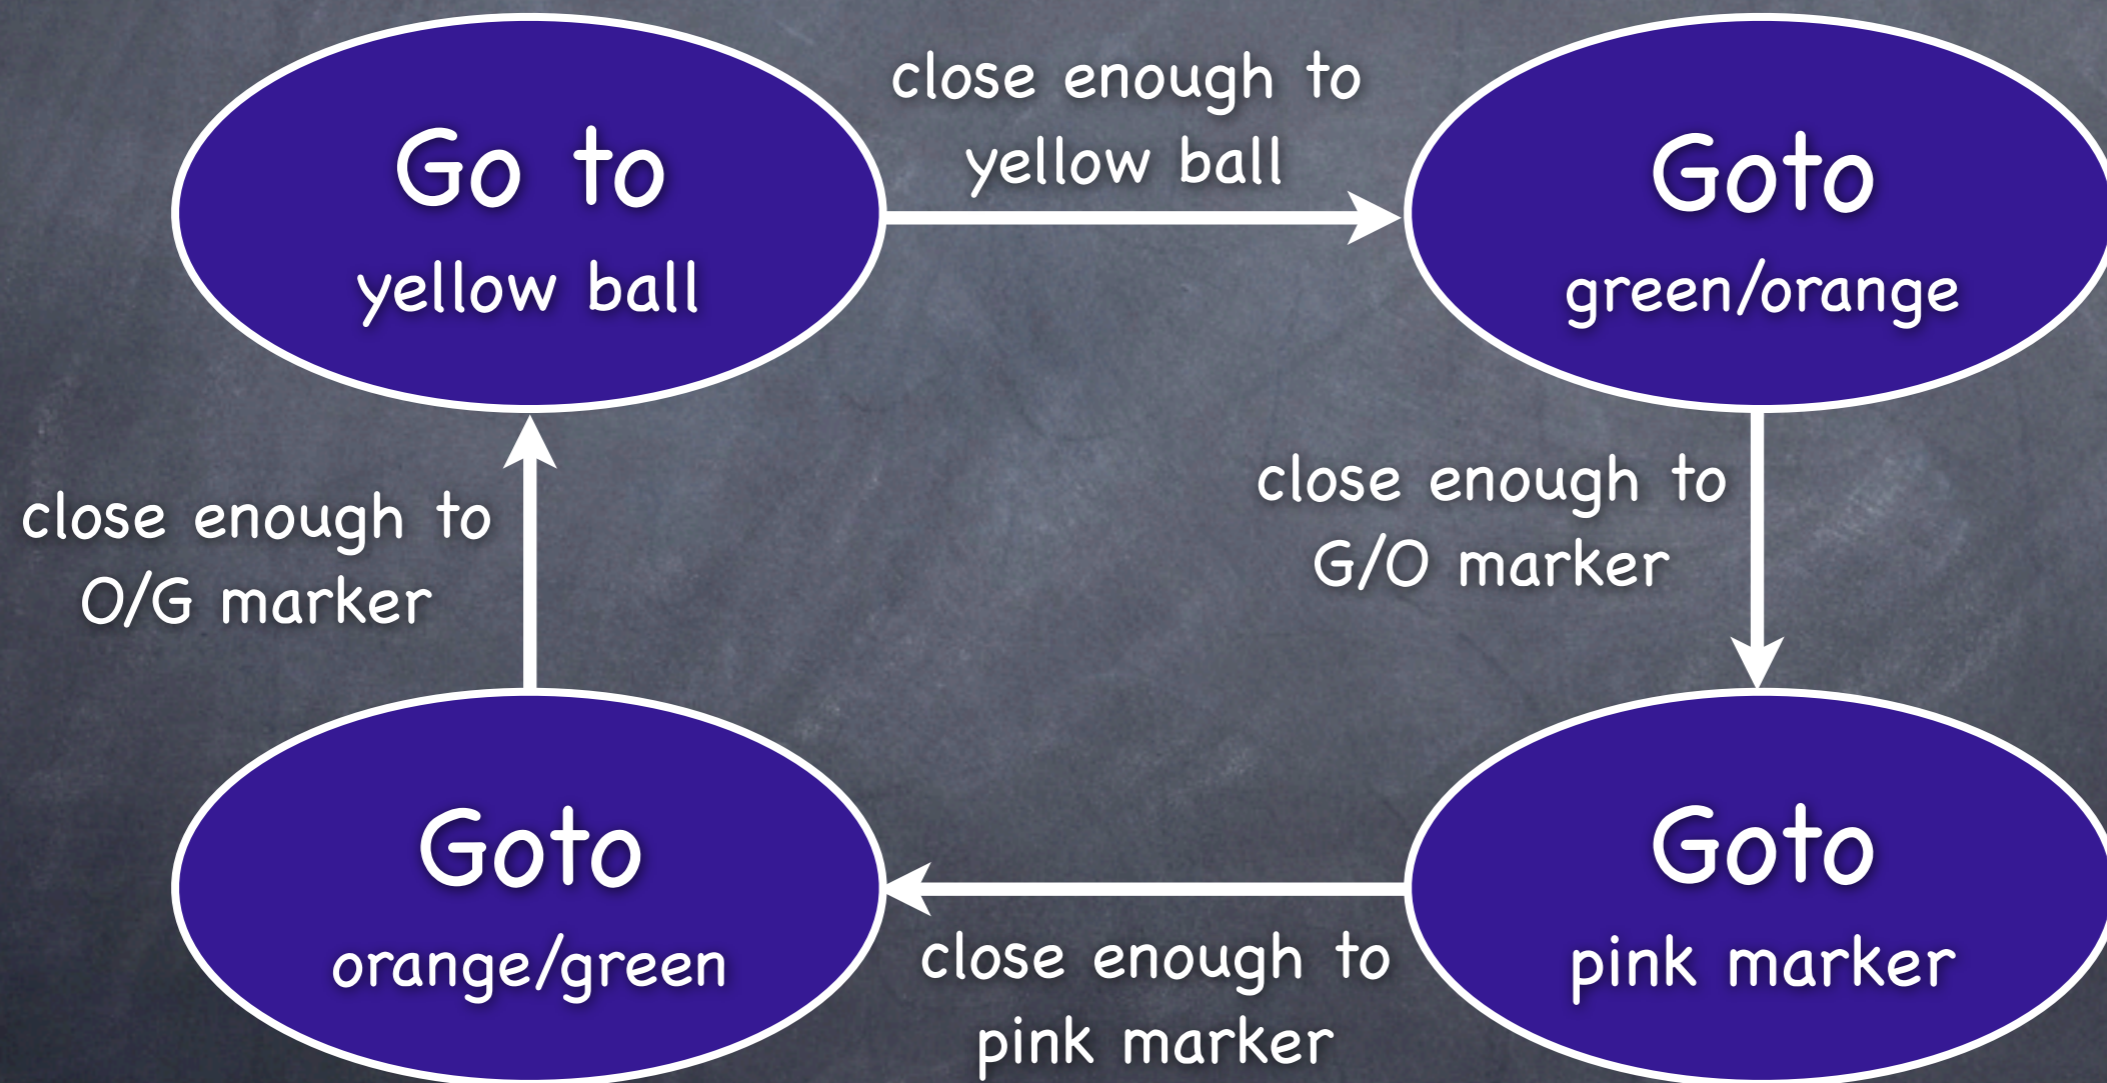 Go to
yellow ball
close enough to
yellow ball
Goto
green/orange
close enough to
O/G marker
close enough to
G/O marker
Goto
orange/green
close enough to
pink marker
Goto
pink marker